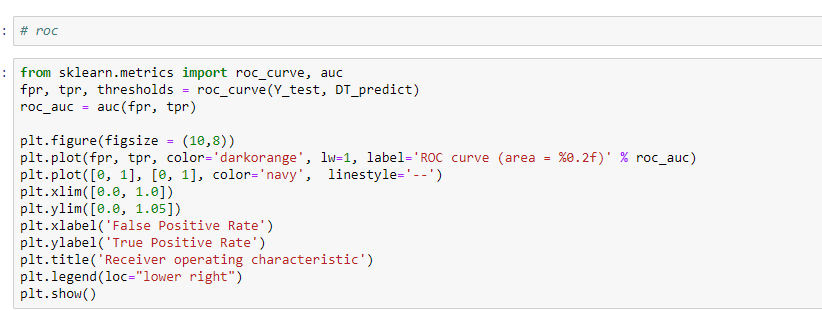 : # roc
: from sklearn.metrics import roc_curve, auc
fpr, tpr, thresholds = roc_curve(Y_test, DT_predict)
roc_auc = auc(fpr, tpr)
plt.figure(figsize = (10,8))
plt.plot(fpr, tpr, color='darkorange', lw=1, label='ROC curve (area = %0.2f)' % roc_auc)
plt.plot([0, 1], [0, 1], color='navy',  linestyle='--')
plt.xlim([0.0, 1.0])
plt.ylim([0.0, 1.05])
plt.xlabel('False Positive Rate')
plt.ylabel('True Positive Rate')
plt.title('Receiver operating characteristic')
plt.legend(loc="lower right")
plt.show()